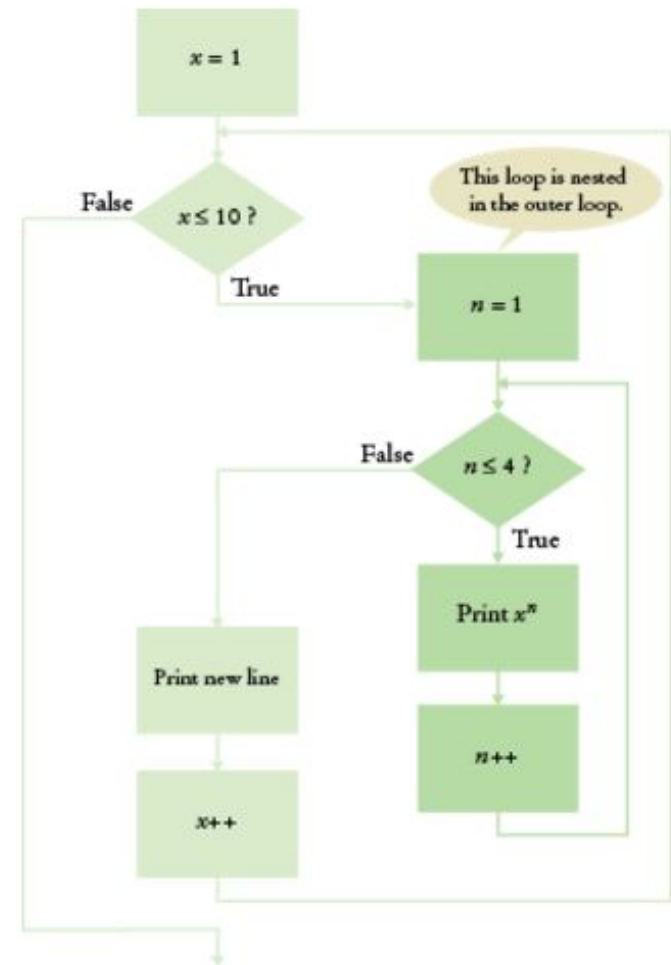 x = 1
x ≤ 10 ?
False
True
This loop is nested
in the outer loop.
n = 1
n ≤ 4 ?
False
True
Print xⁿ
n++
Print new line
x++